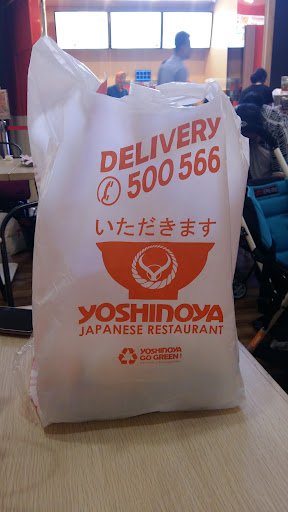 DELIVERY
500 566
いただきます
YOSHINOYA
JAPANESE RESTAURANT
YOSHINOYA
GO GREEN!